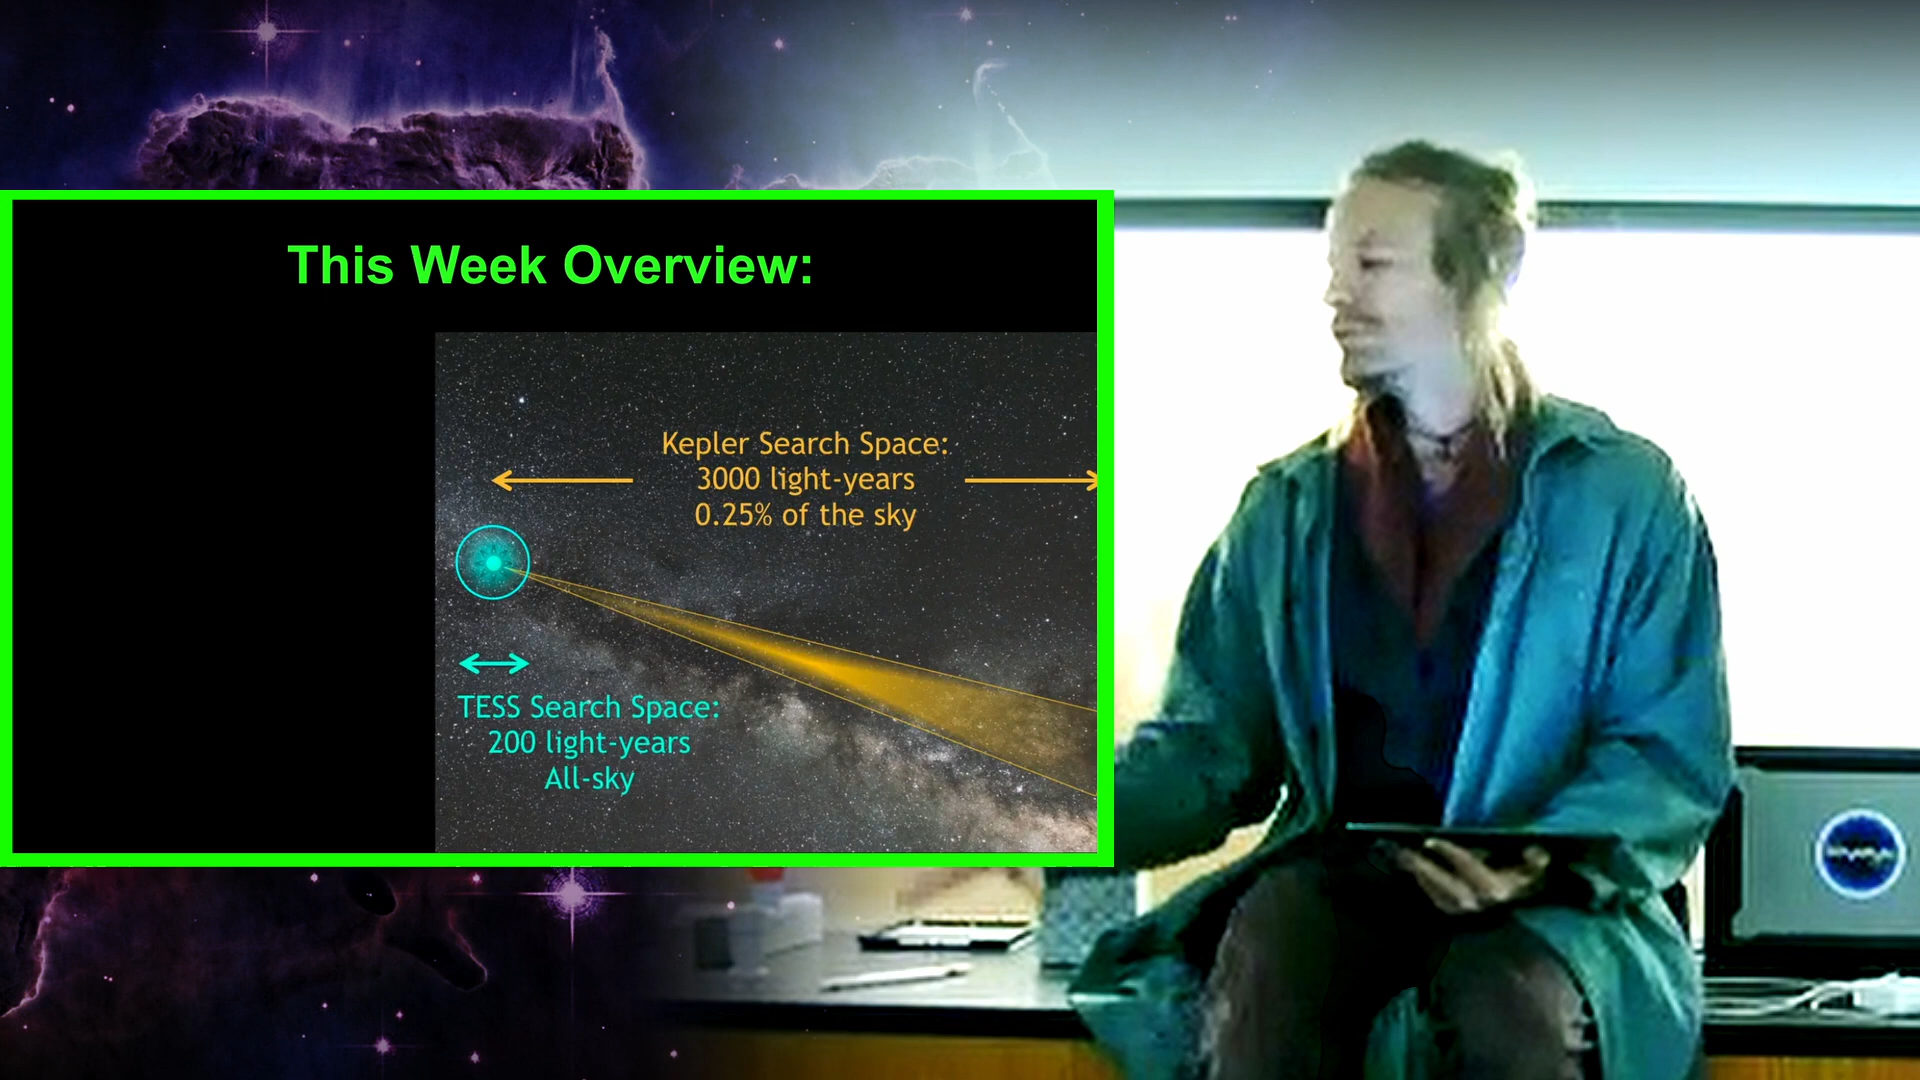 This Week Overview:
Kepler Search Space:
3000 light-years
0.25% of the sky
TESS Search Space:
200 light-years
All-sky